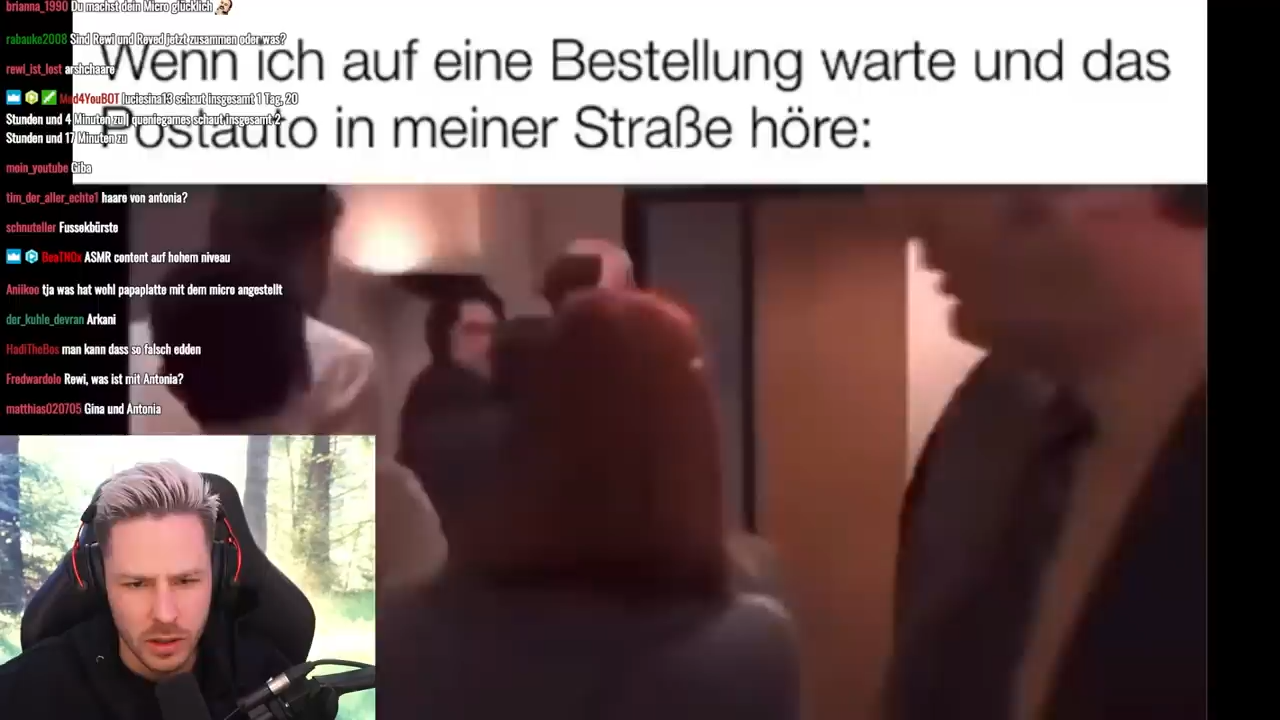 Wenn ich auf eine Bestellung warte und das
Postauto in meiner Straße höre:
brianna_1990 Du machst dein Micro glücklich
rabauke2008 Sind Rewi und Reved jetzt zusammen oder was?
rewi_ist_lost arshchaare
Mod4YouBOT luciesina13 schaut insgesamt 1 Tag, 20
Stunden und 4 Minuten zu | queniegames schaut insgesamt 2
Stunden und 17 Minuten zu
moin_youtube Giba
tim_der_aller_echte1 haare von antonia?
schnuteller Fussekbürste
BeaTNOx ASMR content auf hohem niveau
Aniikoo tja was hat wohl papaplatte mit dem micro angestellt
der_kuhle_devran Arkani
HadiTheBos man kann dass so falsch edden
Fredwardolo Rewi, was ist mit Antonia?
matthias020705 Gina und Antonia